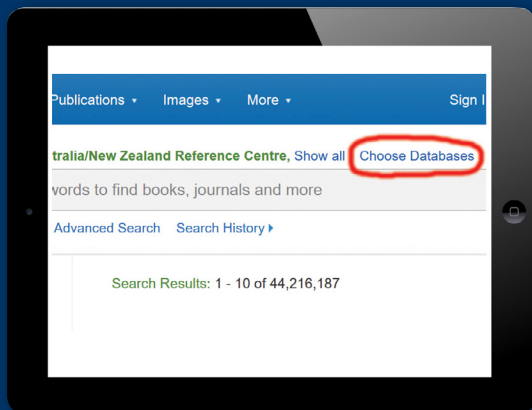 Publications Images More Sign I
tralia/New Zealand Reference Centre, Show all Choose Databases
words to find books, journals and more
Advanced Search Search History
Search Results: 1 - 10 of 44,216,187